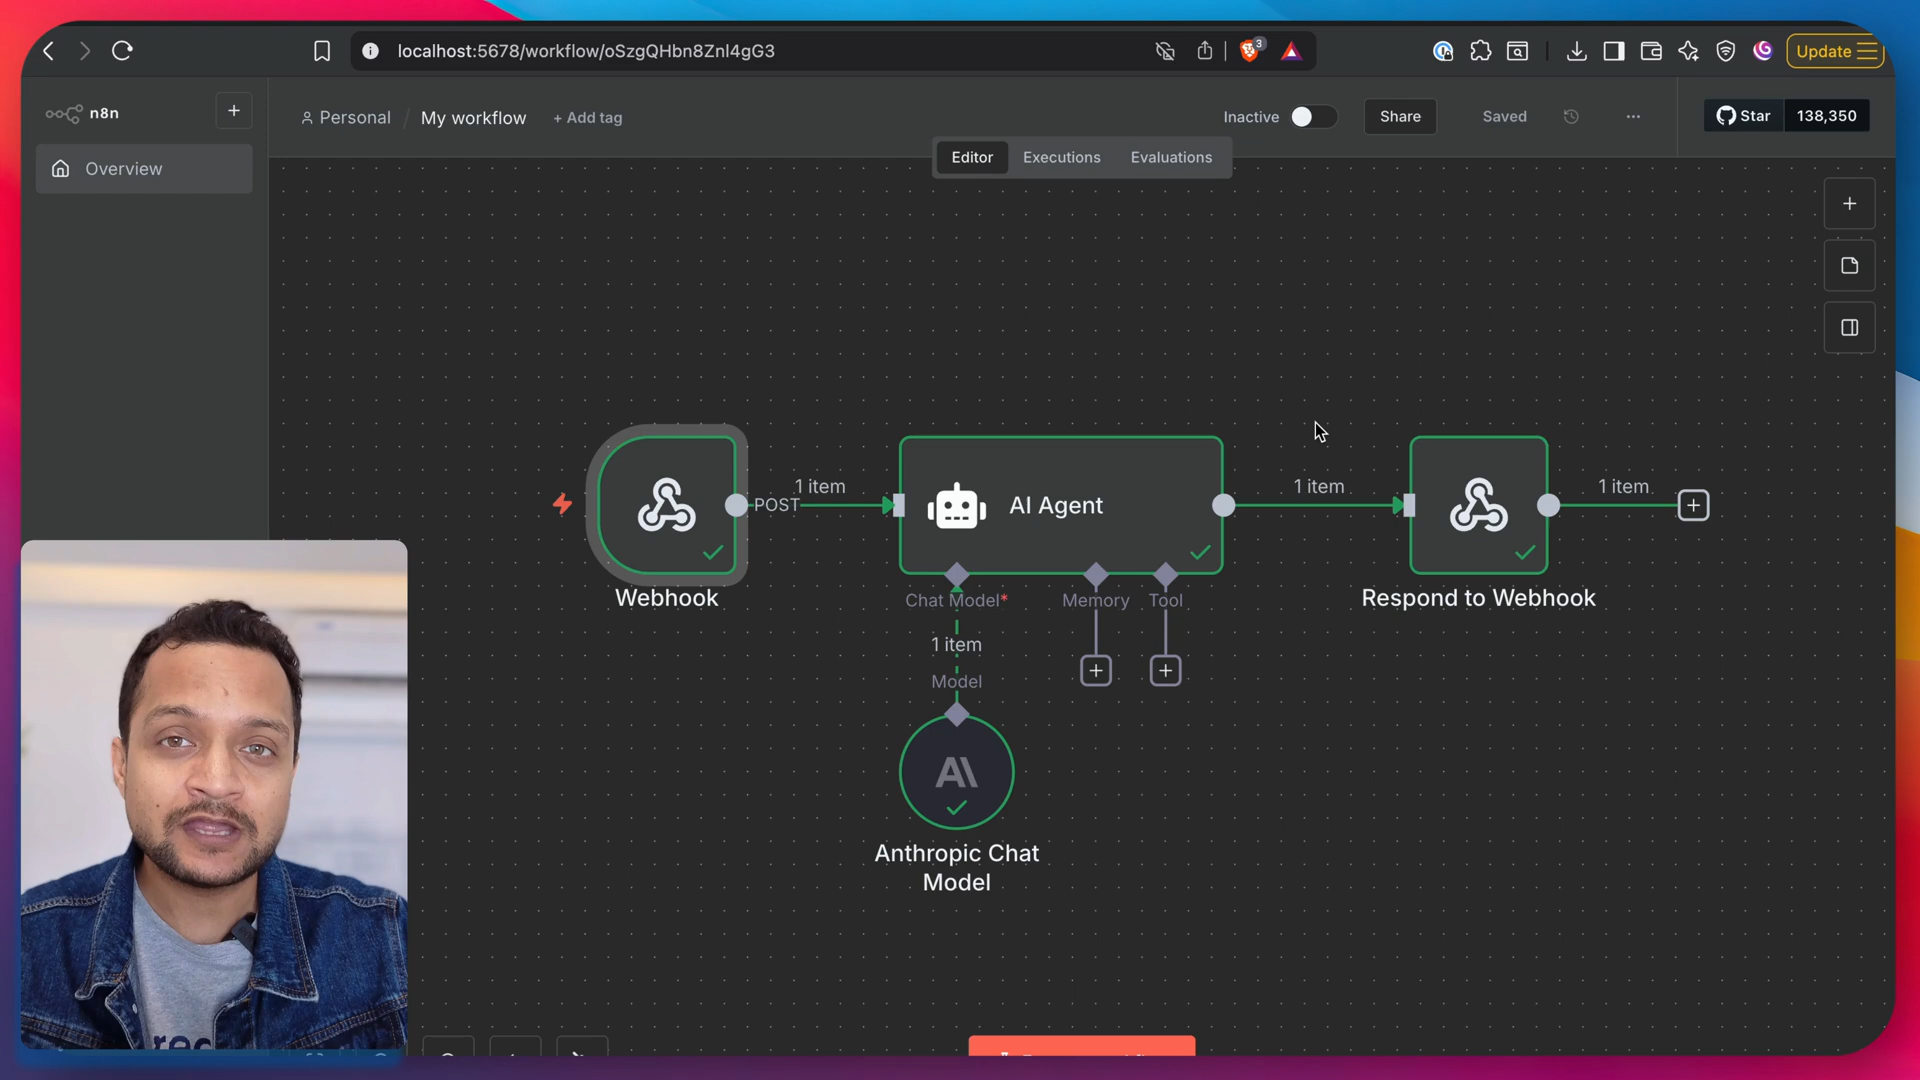 localhost:5678/workflow/oSzgQHbn8Znl4gG3
3
Update
n8n
Personal / My workflow + Add tag
Inactive
Share
Saved
Star 138,350
Overview
Editor Executions Evaluations
POST
1 item
AI Agent
1 item
1 item
Webhook
Chat Model*
Memory
Tool
Respond to Webhook
1 item
Model
Anthropic Chat
Model